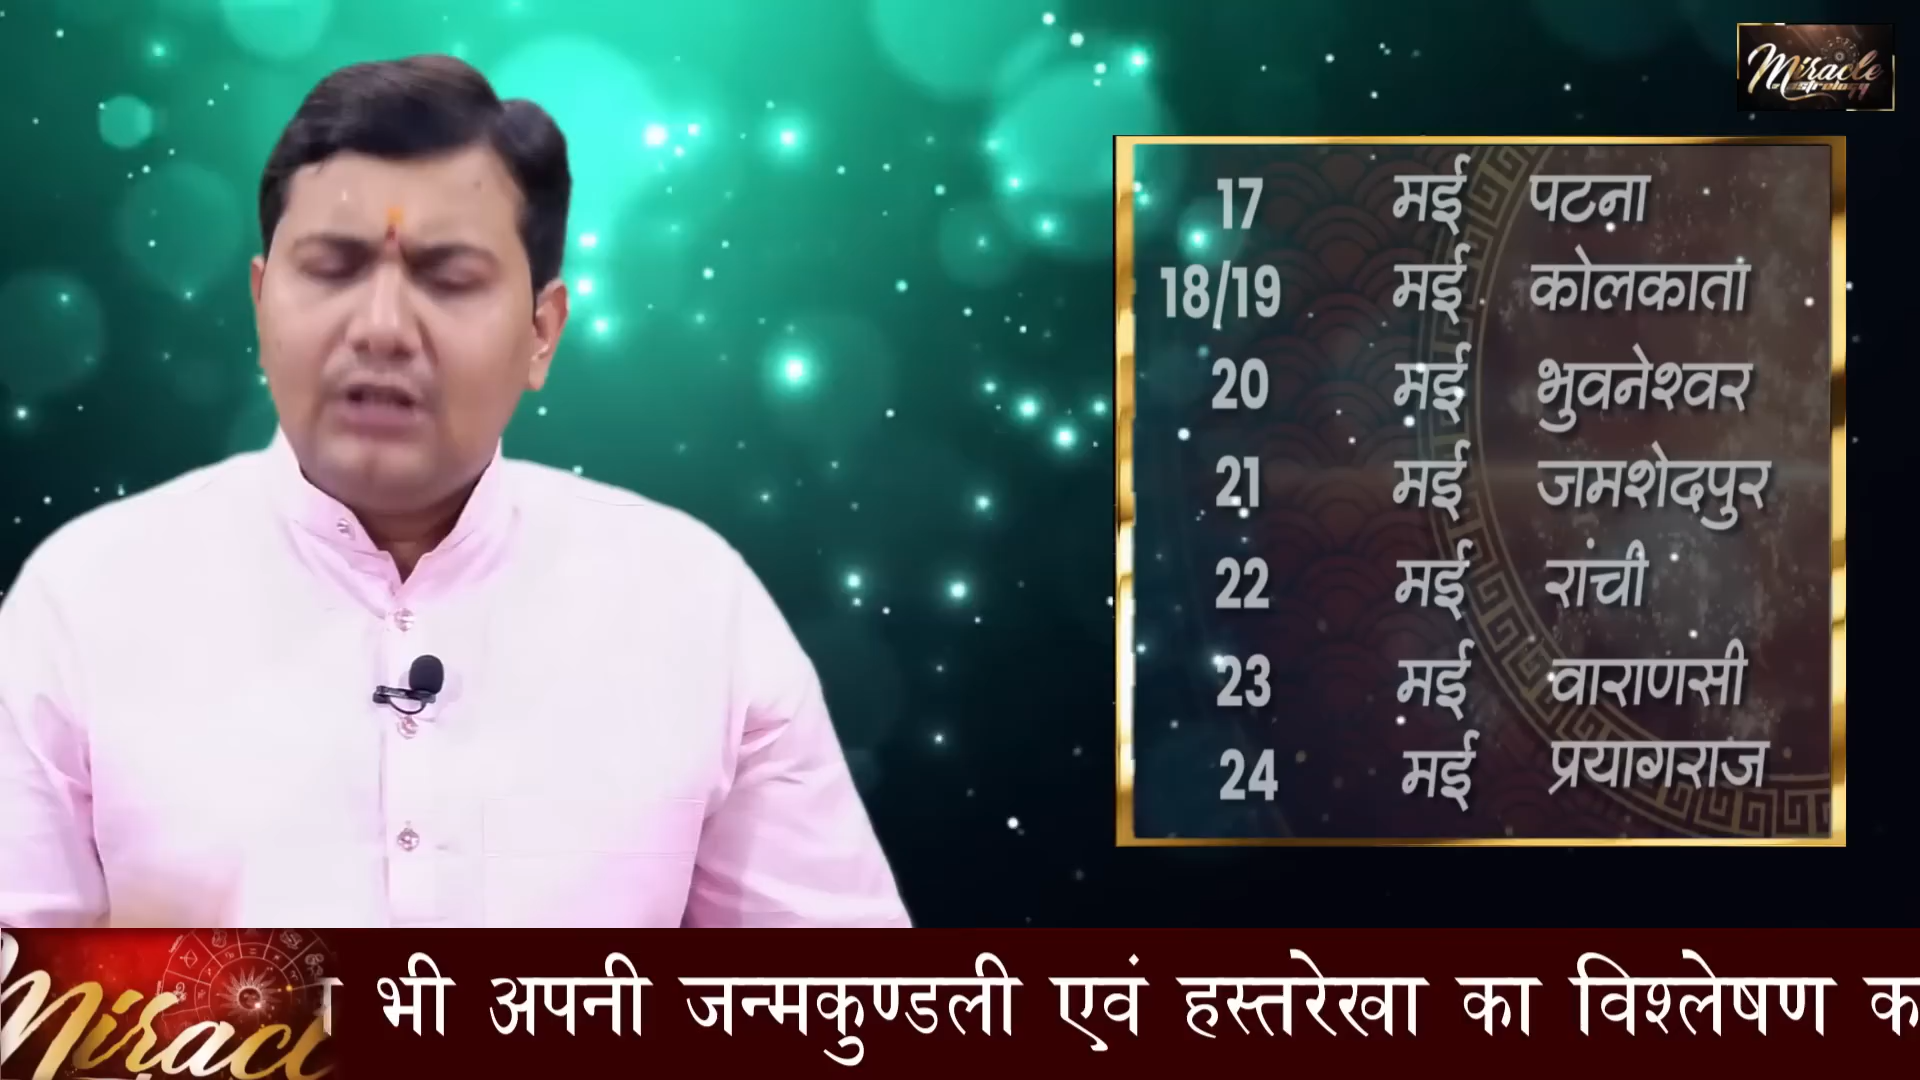 Miracle
astrology
17 मई पटना
18/19 मई कोलकाता
20 मई भुवनेश्वर
21 मई जमशेदपुर
22 मई रांची
23 मई वाराणसी
24 मई प्रयागराज
भी अपनी जन्मकुण्डली एवं हस्तरेखा का विश्लेषण क
Miracl